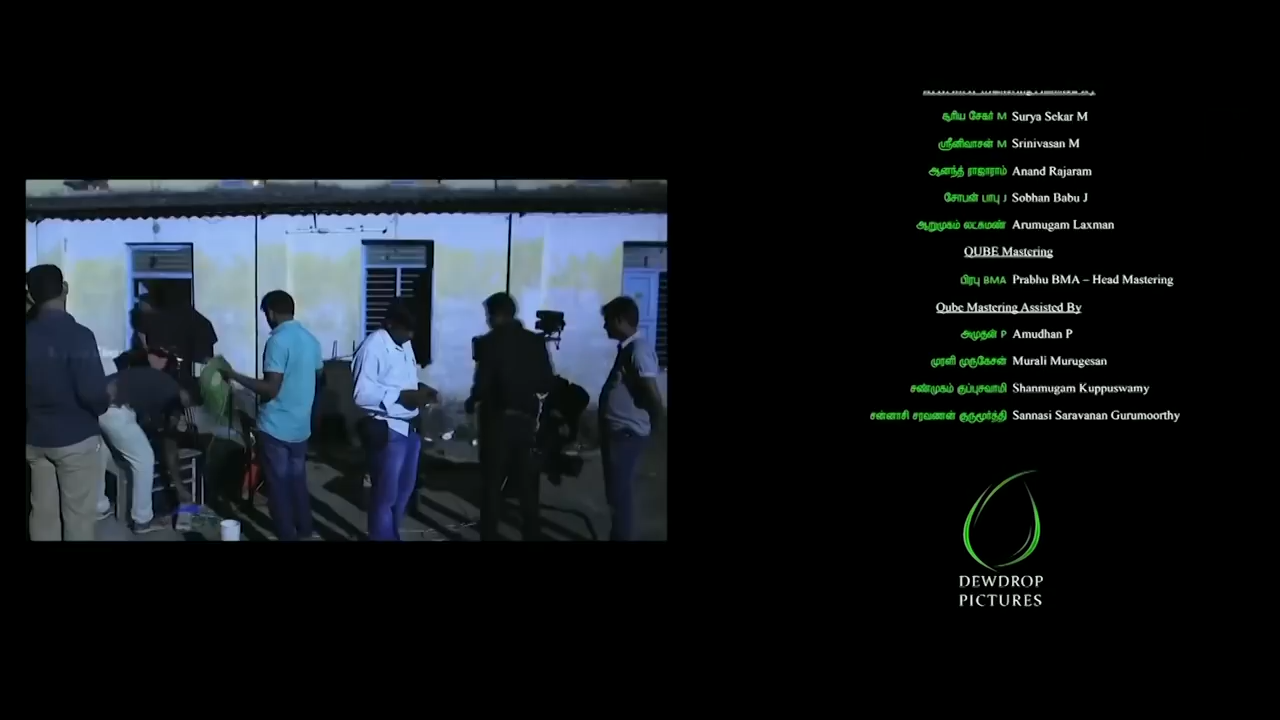 சூரிய சேகர் M Surya Sekar M
ஸ்ரீனிவாசன் M Srinivasan M
ஆனந்த் ராஜாராம் Anand Rajaram
சோபன் பாபு J Sobhan Babu J
ஆறுமுகம் லட்சுமண் Arumugam Laxman
QUBE Mastering
பிரபு BMA Prabhu BMA – Head Mastering
Qube Mastering Assisted By
அமுதன் P Amudhan P
முரளி முருகேசன் Murali Murugesan
சண்முகம் குப்புசுவாமி Shanmugam Kuppuswamy
சன்னாசி சரவணன் குருமூர்த்தி Sannasi Saravanan Gurumoorthy
DEWDROP
PICTURES